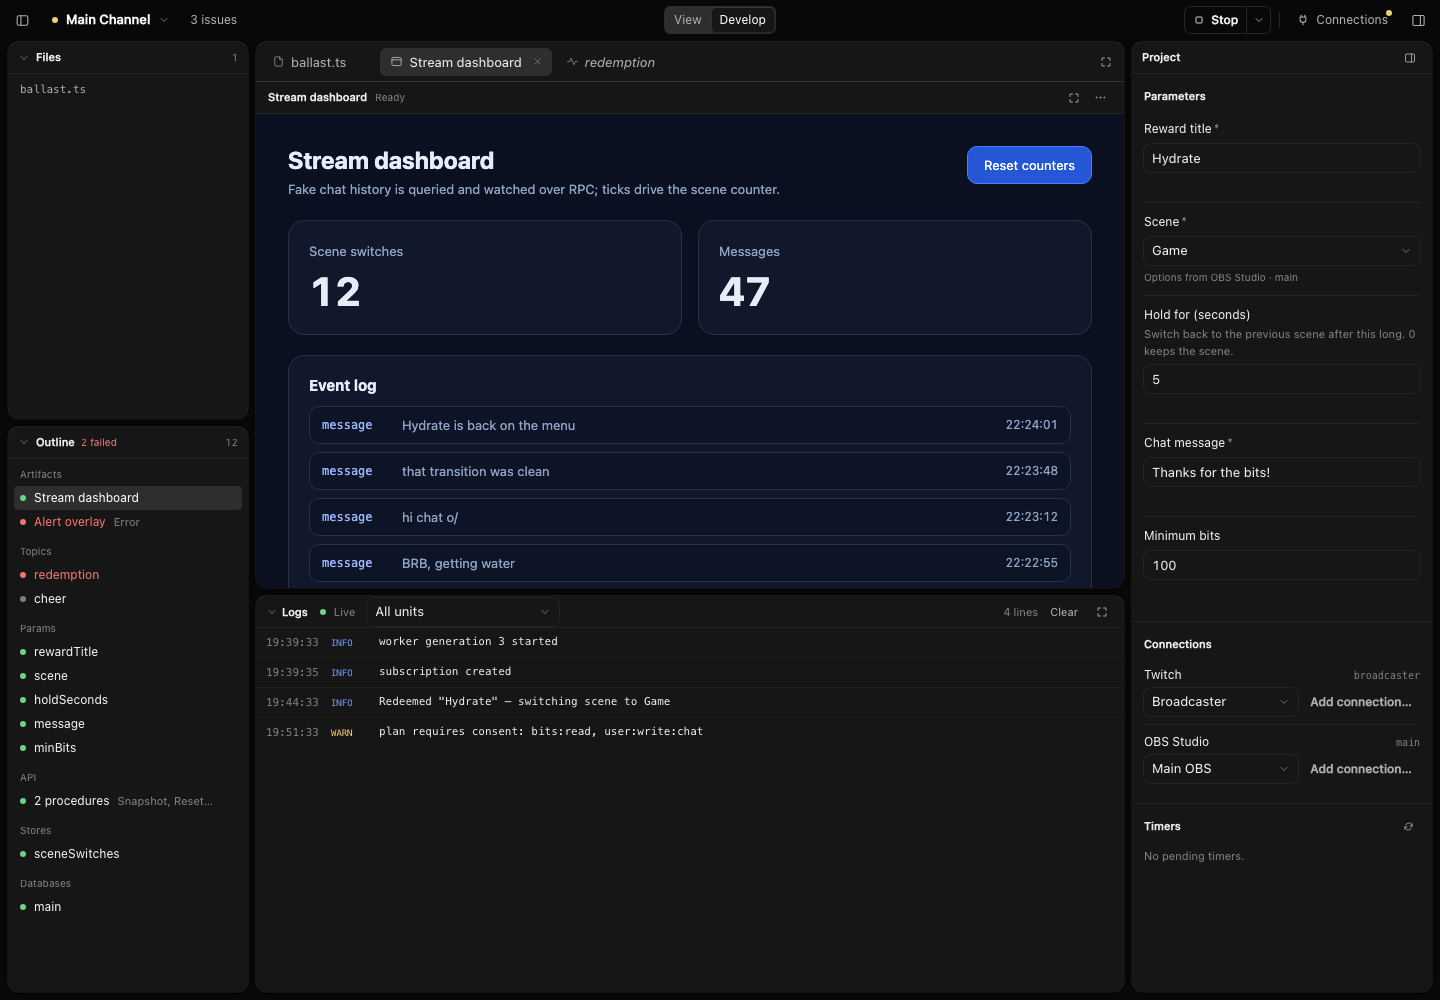 Main Channel
3 issues
View
Develop
Stop
Connections
Files
1
ballast.ts
Outline
2 failed
12
Artifacts
Stream dashboard
Alert overlay
Error
Topics
redemption
cheer
Params
rewardTitle
scene
holdSeconds
message
minBits
API
2 procedures
Snapshot, Reset…
Stores
sceneSwitches
Databases
main
ballast.ts
Stream dashboard
redemption
Stream dashboard
Ready
Stream dashboard
Fake chat history is queried and watched over RPC; ticks drive the scene counter.
Reset counters
Scene switches
12
Messages
47
Event log
message Hydrate is back on the menu 22:24:01
message that transition was clean 22:23:48
message hi chat o/ 22:23:12
message BRB, getting water 22:22:55
Logs
Live
All units
4 lines
Clear
19:39:33 INFO worker generation 3 started
19:39:35 INFO subscription created
19:44:33 INFO Redeemed "Hydrate" — switching scene to Game
19:51:33 WARN plan requires consent: bits:read, user:write:chat
Project
Parameters
Reward title *
Hydrate
Scene *
Game
Options from OBS Studio · main
Hold for (seconds)
Switch back to the previous scene after this long. 0
keeps the scene.
5
Chat message *
Thanks for the bits!
Minimum bits
100
Connections
Twitch
broadcaster
Broadcaster
Add connection…
OBS Studio
main
Main OBS
Add connection…
Timers
No pending timers.